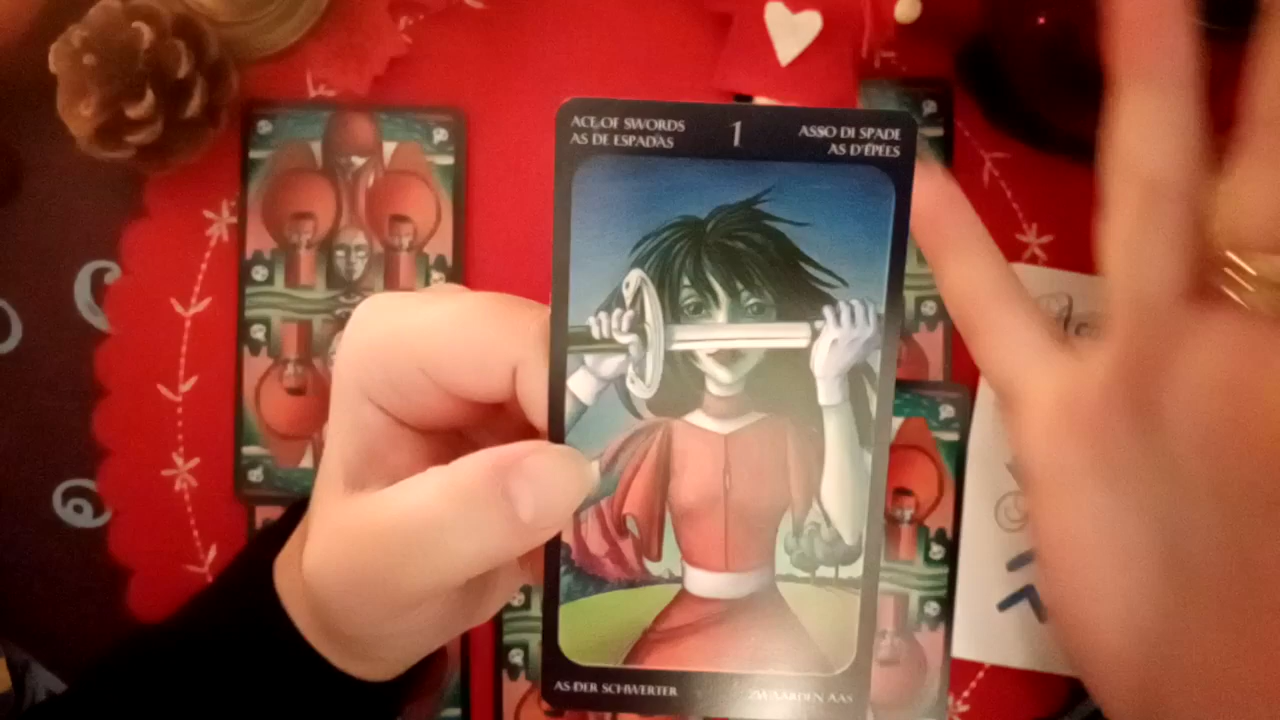 ACE OF SWORDS
AS DE ESPADAS
1
ASSO DI SPADE
AS D'ÉPÉES
AS DER SCHWERTER
ZWAARDEN AAS